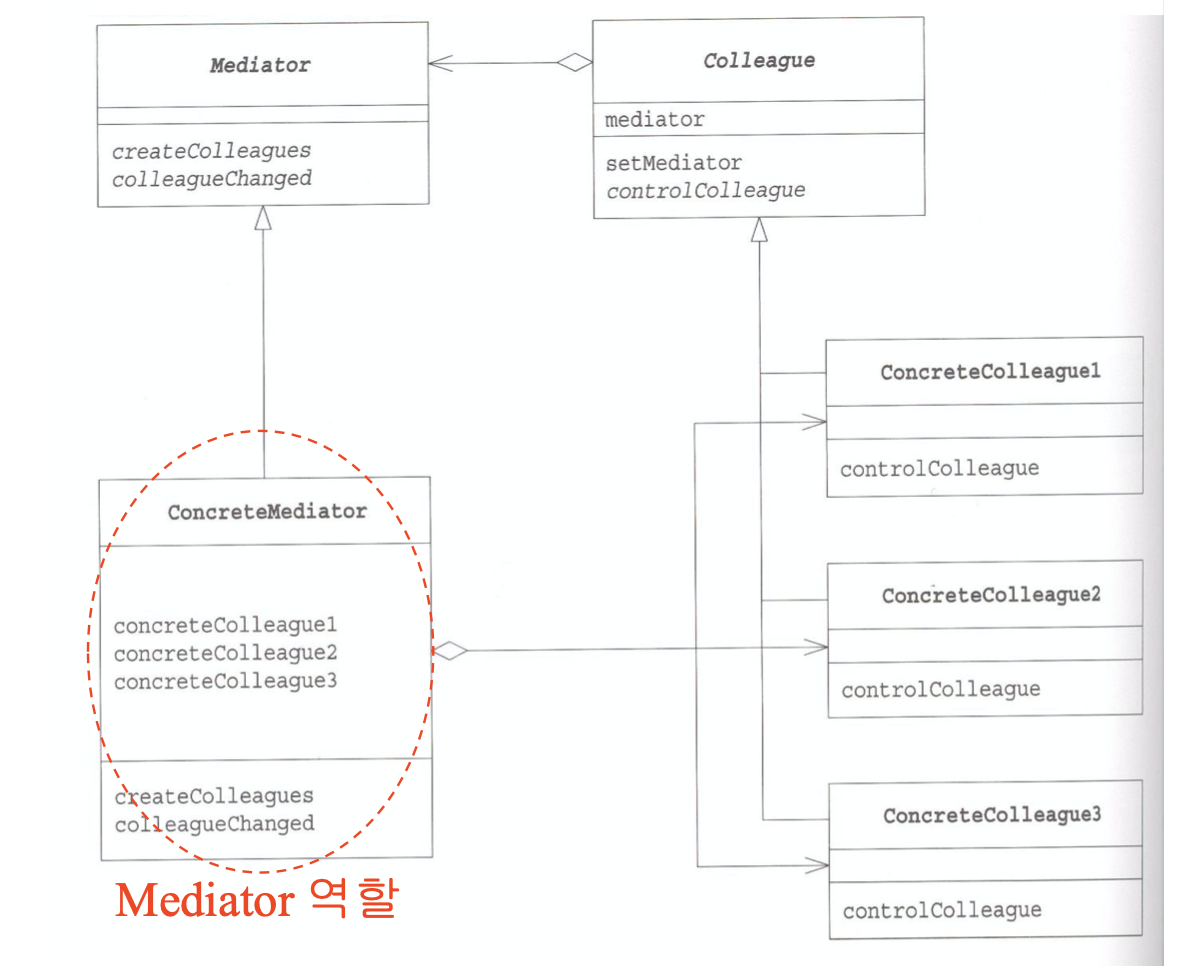 Mediator
createColleagues
colleagueChanged
Colleague
mediator
setMediator
controlColleague
ConcreteMediator
concreteColleague1
concreteColleague2
concreteColleague3
createColleagues
colleagueChanged
ConcreteColleague1
controlColleague
ConcreteColleague2
controlColleague
ConcreteColleague3
controlColleague
Mediator 역할